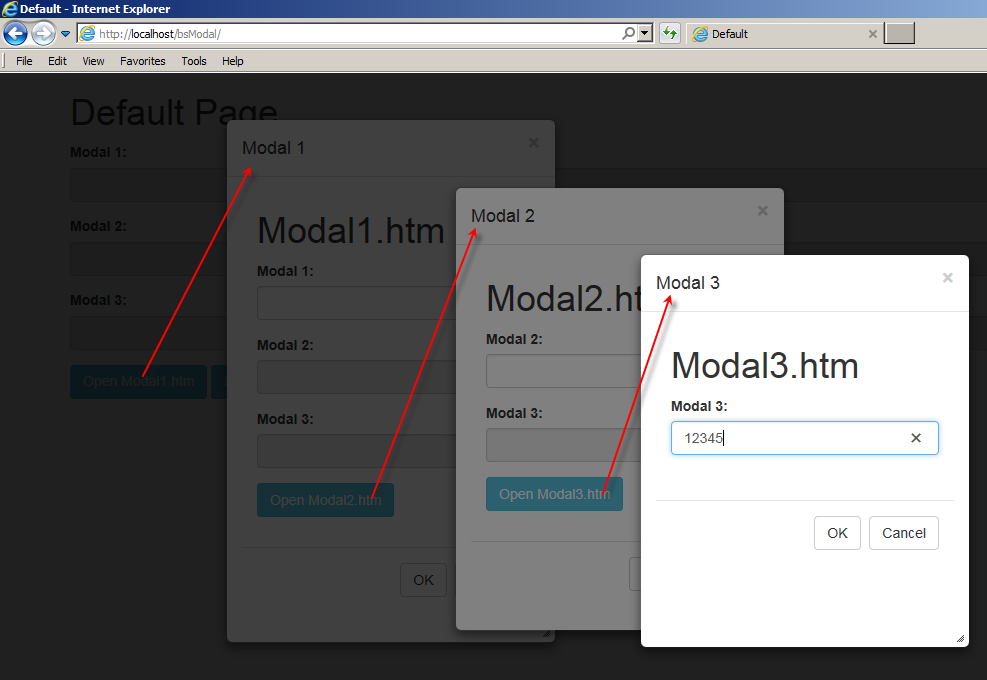 Default - Internet Explorer
http://localhost/bsModal/
Default
File Edit View Favorites Tools Help
Default Page
Modal 1:
Modal 2:
Modal 3:
Open Modal1.htm
Modal 1
Modal1.htm
Modal 1:
Modal 2:
Modal 3:
Open Modal2.htm
OK
Modal 2
Modal 2:
Modal 3:
Open Modal3.htm
Modal 3
Modal3.htm
Modal 3:
12345
OK
Cancel